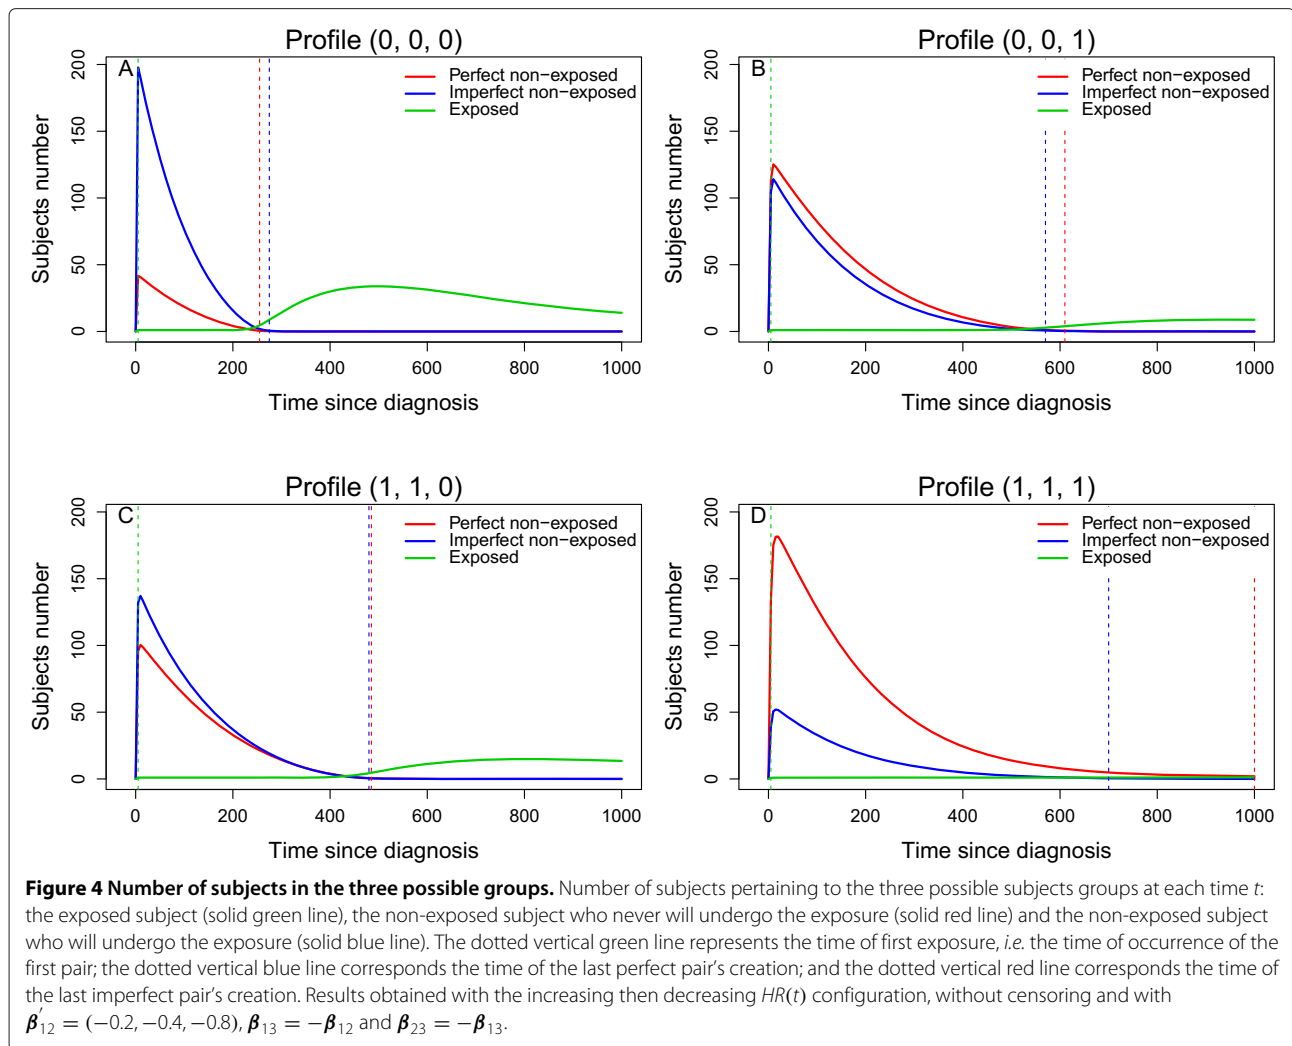 Profile (0, 0, 0)
A
Perfect non−exposed
Imperfect non−exposed
Exposed
Subjects number
0
50
100
150
200
0
200
400
600
800
1000
Time since diagnosis
Profile (0, 0, 1)
B
Perfect non−exposed
Imperfect non−exposed
Exposed
Subjects number
0
50
100
150
200
0
200
400
600
800
1000
Time since diagnosis
Profile (1, 1, 0)
C
Perfect non−exposed
Imperfect non−exposed
Exposed
Subjects number
0
50
100
150
200
0
200
400
600
800
1000
Time since diagnosis
Profile (1, 1, 1)
D
Perfect non−exposed
Imperfect non−exposed
Exposed
Subjects number
0
50
100
150
200
0
200
400
600
800
1000
Time since diagnosis
Figure 4 Number of subjects in the three possible groups. Number of subjects pertaining to the three possible subjects groups at each time t:
the exposed subject (solid green line), the non-exposed subject who never will undergo the exposure (solid red line) and the non-exposed subject
who will undergo the exposure (solid blue line). The dotted vertical green line represents the time of first exposure, i.e. the time of occurrence of the
first pair; the dotted vertical blue line corresponds the time of the last perfect pair's creation; and the dotted vertical red line corresponds the time of
the last imperfect pair's creation. Results obtained with the increasing then decreasing HR(t) configuration, without censoring and with
β′12 = (−0.2, −0.4, −0.8), β13 = −β12 and β23 = −β13.